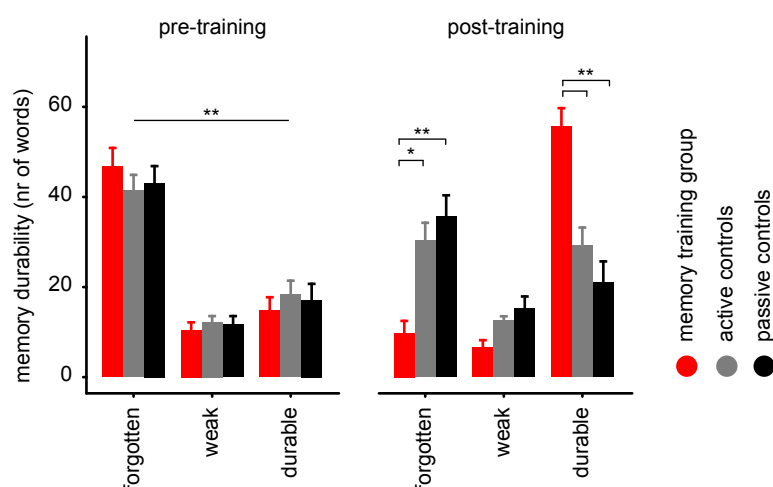 pre-training
post-training
memory durability (nr of words)
60
40
20
0
**
**
*
**
forgotten
weak
durable
forgotten
weak
durable
memory training group
active controls
passive controls